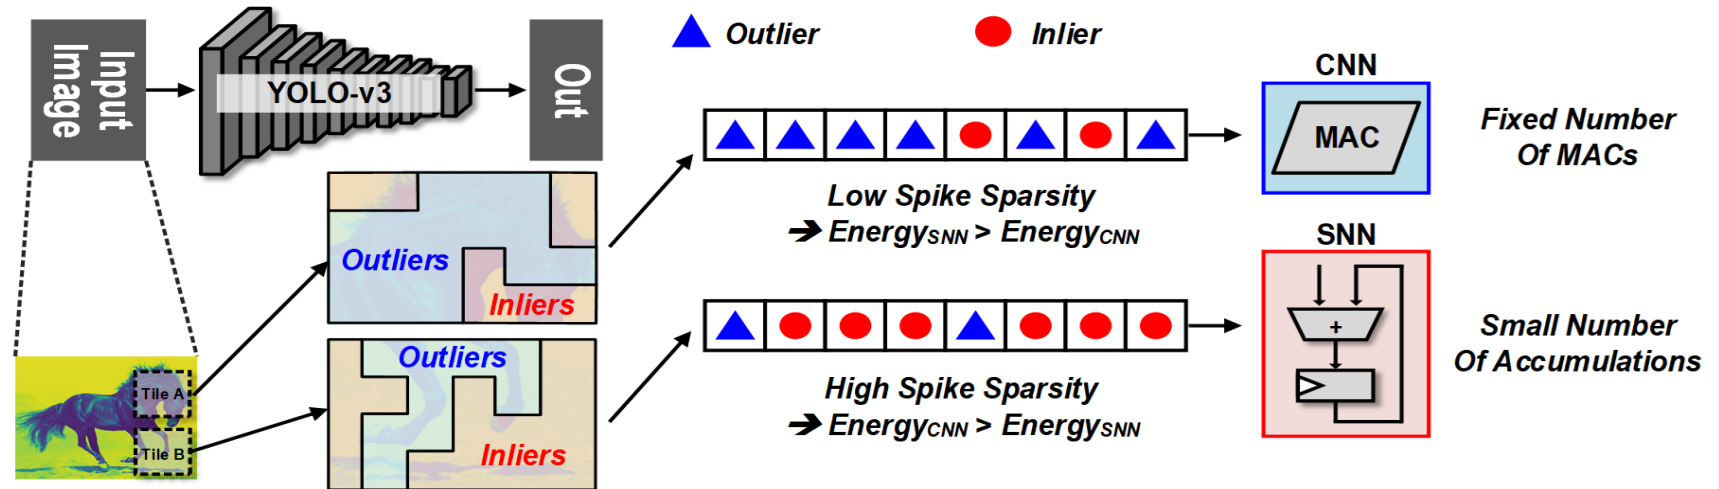 Input
Image
YOLO-v3
Out
Outlier
Inlier
CNN
MAC
Fixed Number
Of MACs
Low Spike Sparsity
➔ EnergySNN > EnergyCNN
Outliers
Inliers
SNN
+
Small Number
Of Accumulations
Outliers
Inliers
High Spike Sparsity
➔ EnergyCNN > EnergySNN
Tile A
Tile B